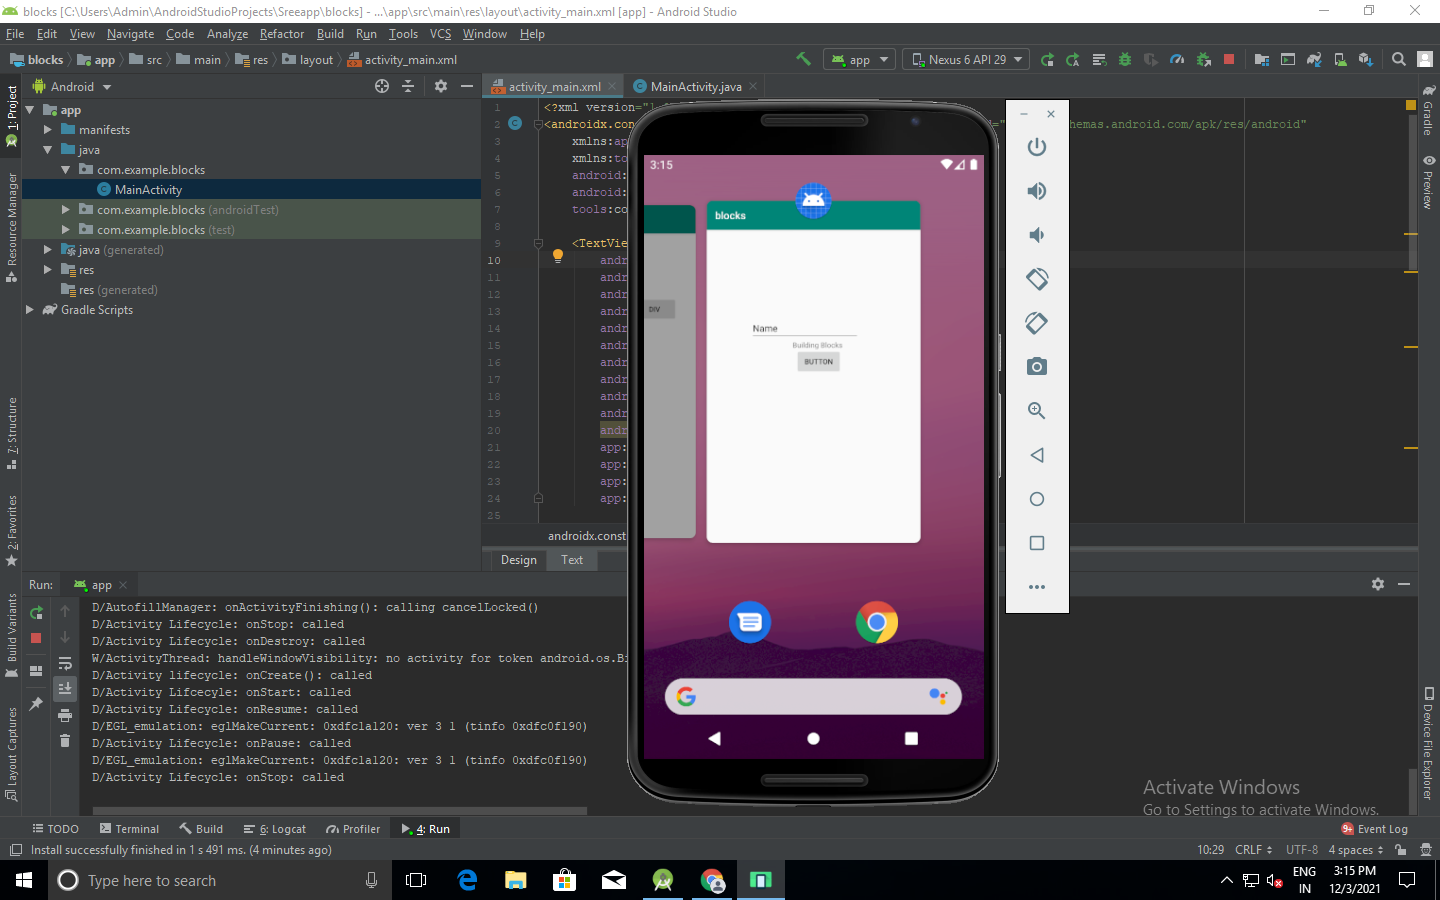 blocks [C:\Users\Admin\AndroidStudioProjects\Sreeapp\blocks] - ...\app\src\main\res\layout\activity_main.xml [app] - Android Studio
File Edit View Navigate Code Analyze Refactor Build Run Tools VCS Window Help
blocks app src main res layout activity_main.xml
app Nexus 6 API 29
Android
activity_main.xml MainActivity.java
1: Project
Resource Manager
7: Structure
2: Favorites
Build Variants
Layout Captures
app
manifests
java
com.example.blocks
MainActivity
com.example.blocks (androidTest)
com.example.blocks (test)
java (generated)
res
res (generated)
Gradle Scripts
1 <?xml version="1
2 <androidx.con hemas.android.com/apk/res/android"
3 xmlns:ap
4 xmlns:to
5 android:
6 android:
7 tools:co
8
9 <TextVie
10 andr
11 andr
12 andr
13 andr
14 andr
15 andr
16 andr
17 andr
18 andr
19 andr
20 andr
21 app:
22 app:
23 app:
24 app:
25
androidx.const
Design Text
3:15
blocks
DIV
Name
Building Blocks
BUTTON
Gradle
Preview
Device File Explorer
Run: app
D/AutofillManager: onActivityFinishing(): calling cancelLocked()
D/Activity Lifecycle: onStop: called
D/Activity Lifecycle: onDestroy: called
W/ActivityThread: handleWindowVisibility: no activity for token android.os.Bi
D/Activity lifecycle: onCreate(): called
D/Activity Lifcecyle: onStart: called
D/Activity Lifecycle: onResume: called
D/EGL_emulation: eglMakeCurrent: 0xdfc1a120: ver 3 1 (tinfo 0xdfc0f190)
D/Activity Lifecycle: onPause: called
D/EGL_emulation: eglMakeCurrent: 0xdfc1a120: ver 3 1 (tinfo 0xdfc0f190)
D/Activity Lifecycle: onStop: called
Activate Windows
Go to Settings to activate Windows.
TODO Terminal Build 6: Logcat Profiler 4: Run 9+ Event Log
Install successfully finished in 1 s 491 ms. (4 minutes ago) 10:29 CRLF UTF-8 4 spaces
Type here to search
ENG
IN
3:15 PM
12/3/2021